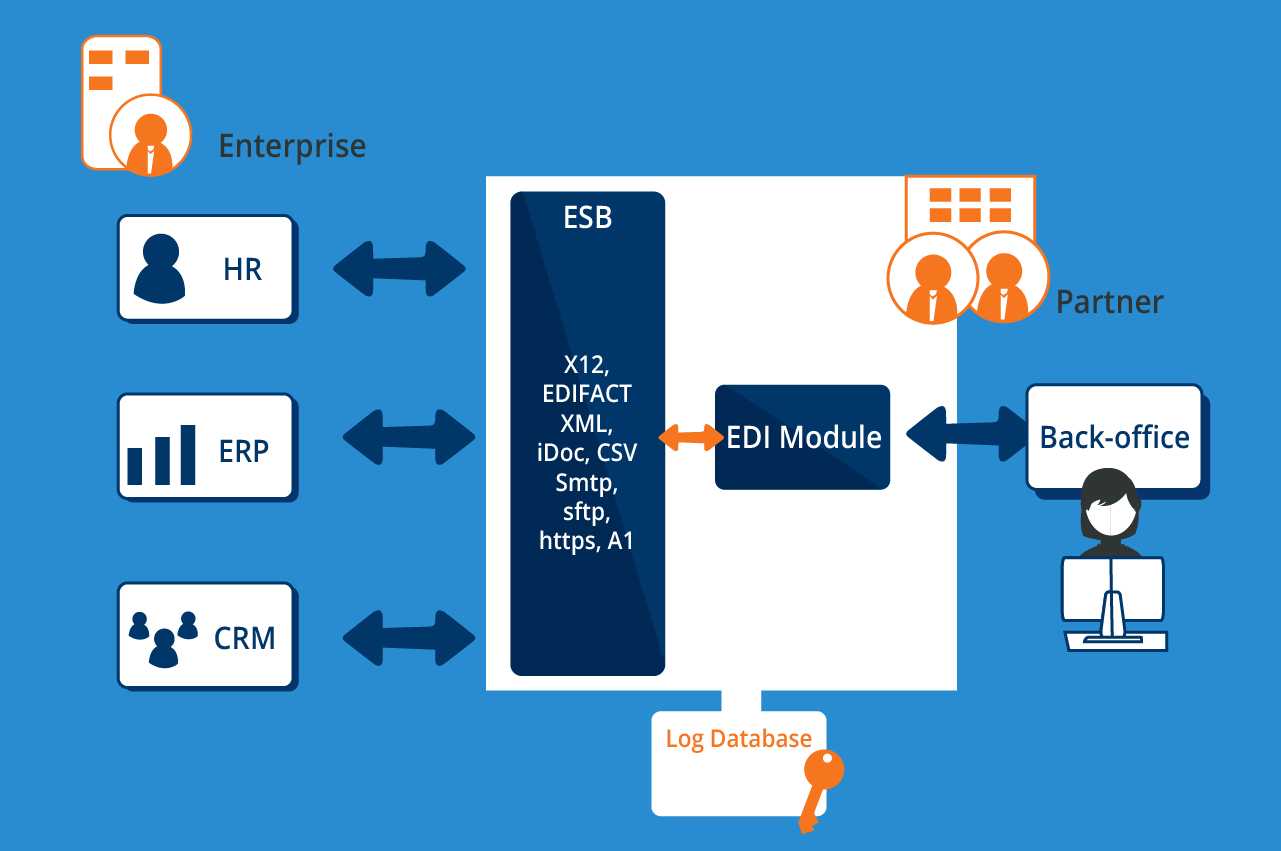 Enterprise
HR
ERP
CRM
ESB
X12,
EDIFACT
XML,
iDoc, CSV
Smtp,
sftp,
https, A1
EDI Module
Partner
Back-office
Log Database